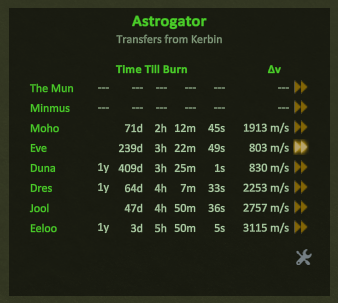 Astrogator
Transfers from Kerbin
Time Till Burn Δv
The Mun --- --- --- --- --- ---
Minmus --- --- --- --- --- ---
Moho 71d 2h 12m 45s 1913 m/s
Eve 239d 3h 22m 49s 803 m/s
Duna 1y 409d 3h 25m 1s 830 m/s
Dres 1y 64d 4h 7m 33s 2253 m/s
Jool 47d 4h 50m 36s 2757 m/s
Eeloo 1y 3d 5h 50m 5s 3115 m/s